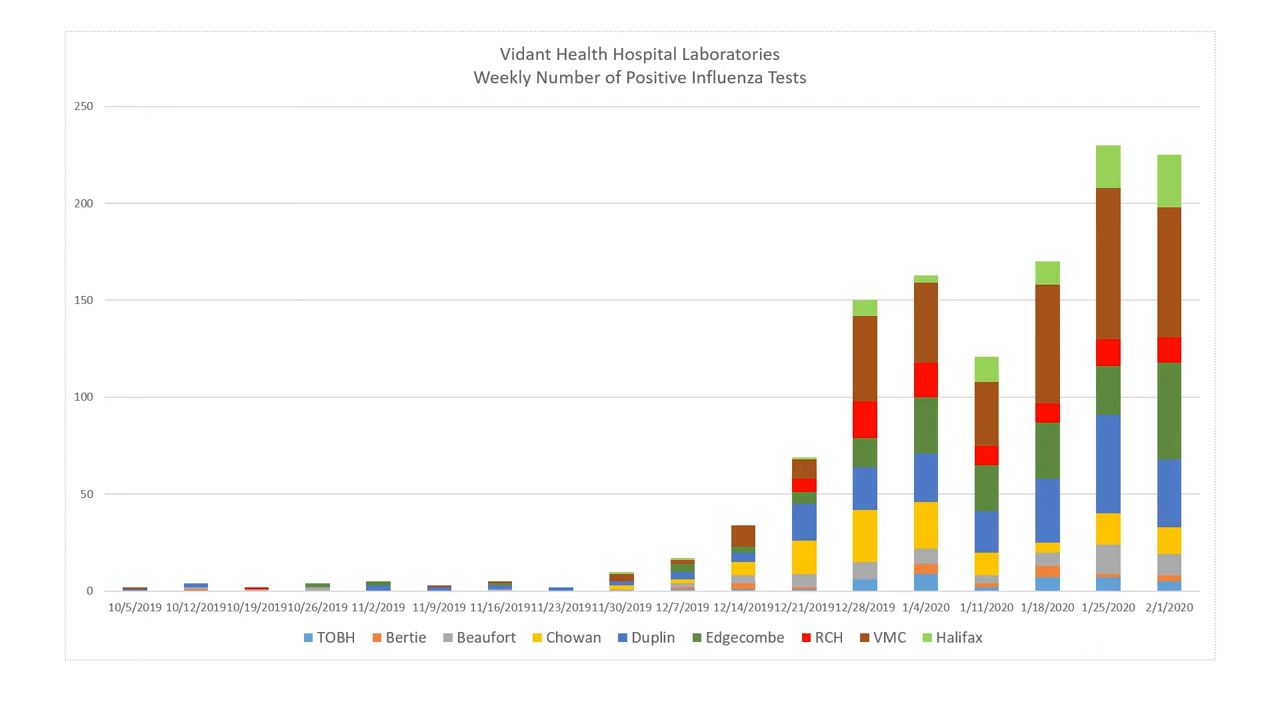 Vidant Health Hospital Laboratories
Weekly Number of Positive Influenza Tests
250
200
150
100
50
0
10/5/2019 10/12/2019 10/19/2019 10/26/2019 11/2/2019 11/9/2019 11/16/2019 11/23/2019 11/30/2019 12/7/2019 12/14/2019 12/21/2019 12/28/2019 1/4/2020 1/11/2020 1/18/2020 1/25/2020 2/1/2020
TOBH Bertie Beaufort Chowan Duplin Edgecombe RCH VMC Halifax